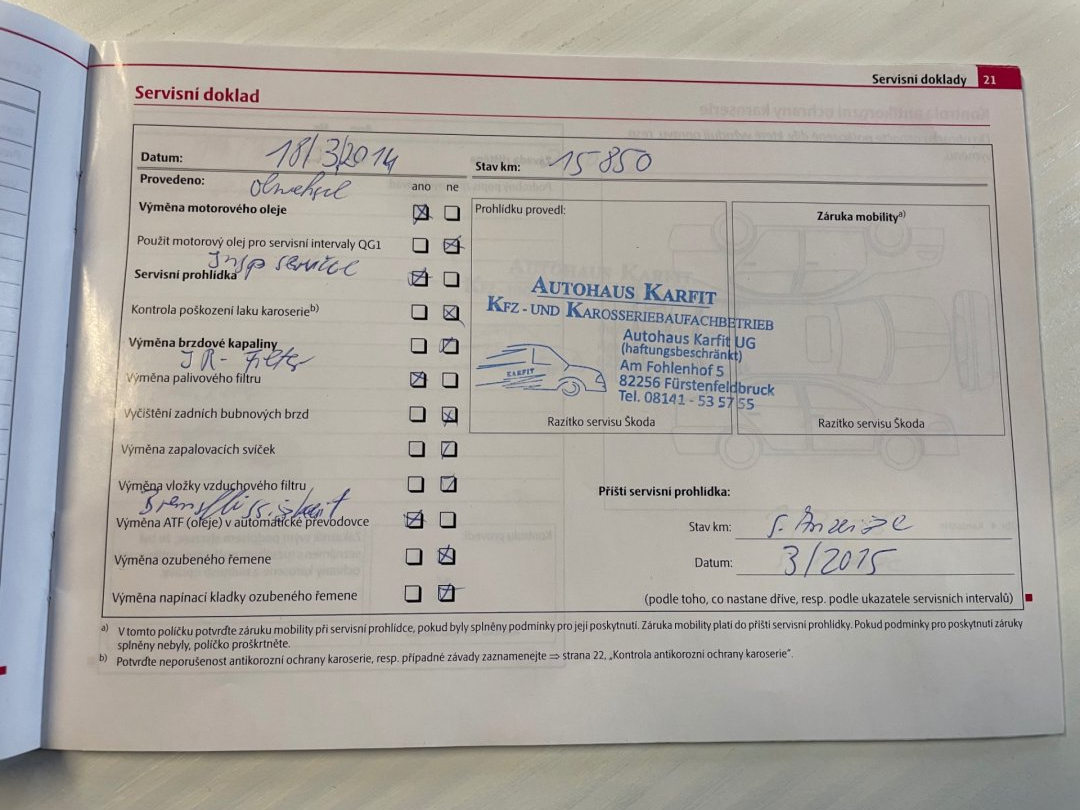 Servisní doklady 21
Servisní doklad
Datum: 18/3/2014
Stav km: 15 850
Provedeno:
ano ne
Výměna motorového oleje
Použit motorový olej pro servisní intervaly QG1
Insp service
Servisní prohlídka
Kontrola poškození laku karoserie b)
Výměna brzdové kapaliny
IR- Filter
Výměna palivového filtru
Vyčištění zadních bubnových brzd
Výměna zapalovacích svíček
Výměna vložky vzduchového filtru
Výměna ATF (oleje) v automatické převodovce
Výměna ozubeného řemene
Výměna napínací kladky ozubeného řemene
Prohlídku provedl:
AUTOHAUS KARFIT
KFZ - UND KAROSSERIEBAUFACHBETRIEB
KARFIT
Autohaus Karfit UG
(haftungsbeschränkt)
Am Fohlenhof 5
82256 Fürstenfeldbruck
Tel. 08141 - 53 57 55
Razítko servisu Škoda
Záruka mobility a)
Razítko servisu Škoda
Příští servisní prohlídka:
Stav km: s. Anzeige
Datum: 3/2015
(podle toho, co nastane dříve, resp. podle ukazatele servisních intervalů)
a) V tomto políčku potvrďte záruku mobility při servisní prohlídce, pokud byly splněny podmínky pro její poskytnutí. Záruka mobility platí do příští servisní prohlídky. Pokud podmínky pro poskytnutí záruky
splněny nebyly, políčko proškrtněte.
b) Potvrďte neporušenost antikorozní ochrany karoserie, resp. případné závady zaznamenejte ⇒ strana 22, „Kontrola antikorozní ochrany karoserie“.